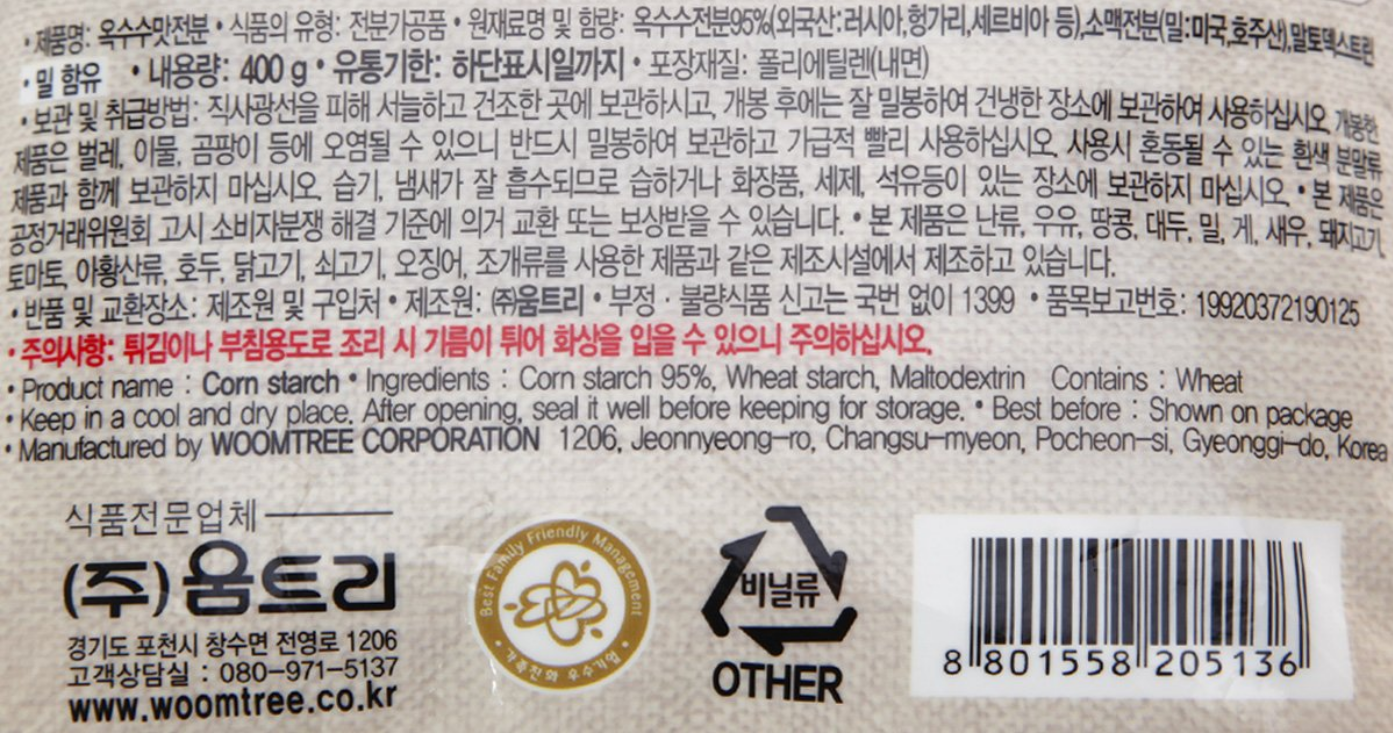 • 제품명: 옥수수맛전분 • 식품의 유형: 전분가공품 • 원재료명 및 함량: 옥수수전분95%(외국산:러시아,헝가리,세르비아 등),소맥전분(밀:미국,호주산),말토덱스트린
• 밀 함유 • 내용량: 400 g • 유통기한: 하단표시일까지 • 포장재질: 폴리에틸렌(내면)
• 보관 및 취급방법: 직사광선을 피해 서늘하고 건조한 곳에 보관하시고, 개봉 후에는 잘 밀봉하여 건냉한 장소에 보관하여 사용하십시오. 개봉한
제품은 벌레, 이물, 곰팡이 등에 오염될 수 있으니 반드시 밀봉하여 보관하고 가급적 빨리 사용하십시오. 사용시 혼동될 수 있는 흰색 분말류
제품과 함께 보관하지 마십시오. 습기, 냄새가 잘 흡수되므로 습하거나 화장품, 세제, 석유등이 있는 장소에 보관하지 마십시오. • 본 제품은
공정거래위원회 고시 소비자분쟁 해결 기준에 의거 교환 또는 보상받을 수 있습니다. • 본 제품은 난류, 우유, 땅콩, 대두, 밀, 게, 새우, 돼지고기,
토마토, 아황산류, 호두, 닭고기, 쇠고기, 오징어, 조개류를 사용한 제품과 같은 제조시설에서 제조하고 있습니다.
• 반품 및 교환장소: 제조원 및 구입처 • 제조원: ㈜움트리 • 부정 · 불량식품 신고는 국번 없이 1399 • 품목보고번호: 19920372190125
• 주의사항: 튀김이나 부침용도로 조리 시 기름이 튀어 화상을 입을 수 있으니 주의하십시오.
• Product name : Corn starch • Ingredients : Corn starch 95%, Wheat starch, Maltodextrin Contains : Wheat
• Keep in a cool and dry place. After opening, seal it well before keeping for storage. • Best before : Shown on package
• Manufactured by WOOMTREE CORPORATION 1206, Jeonnyeong-ro, Changsu-myeon, Pocheon-si, Gyeonggi-do, Korea
식품전문업체
(주)움트리
경기도 포천시 창수면 전영로 1206
고객상담실 : 080-971-5137
www.woomtree.co.kr
Best Family Friendly Management
• 가족친화 우수기업 •
비닐류
OTHER
8 801558 205136